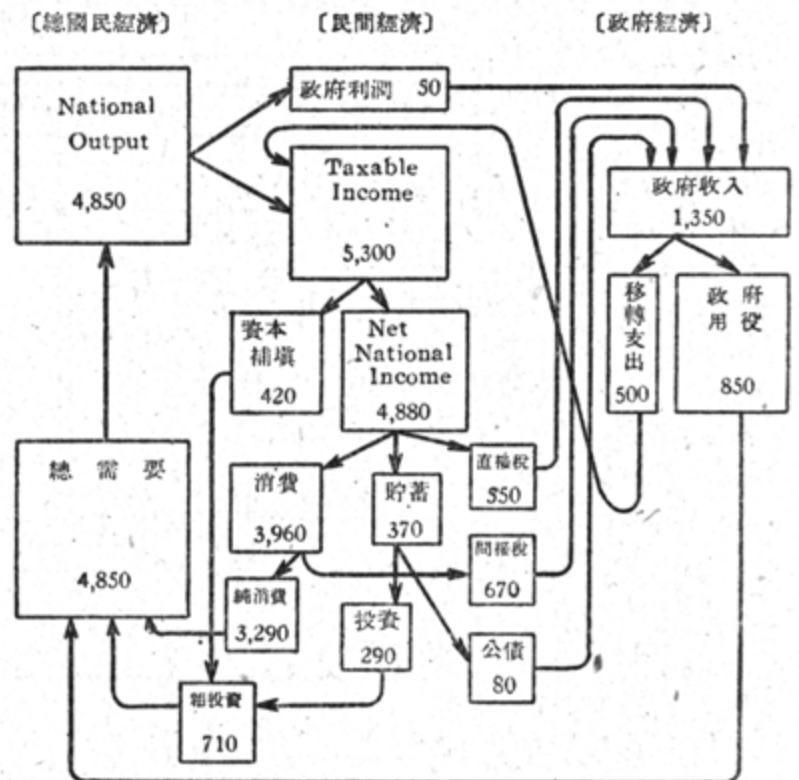 〔總國民經濟〕
〔民間經濟〕
〔政府經濟〕
National
Output
4,850
政府利潤 50
Taxable
Income
5,300
政府收入
1,350
資本
補塡
420
Net
National
Income
4,880
移轉支出
500
政府
用役
850
總需要
4,850
消費
3,960
貯蓄
370
直接稅
550
間接稅
670
純消費
3,290
投資
290
公債
80
總投資
710